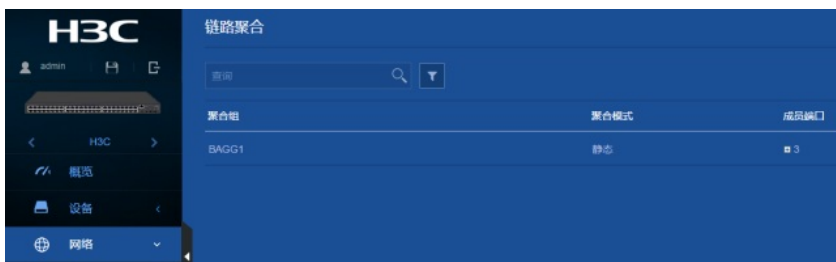 H3C
admin
H3C
概览
设备
网络
链路聚合
查询
聚合组 聚合模式 成员端口
BAGG1 静态 3